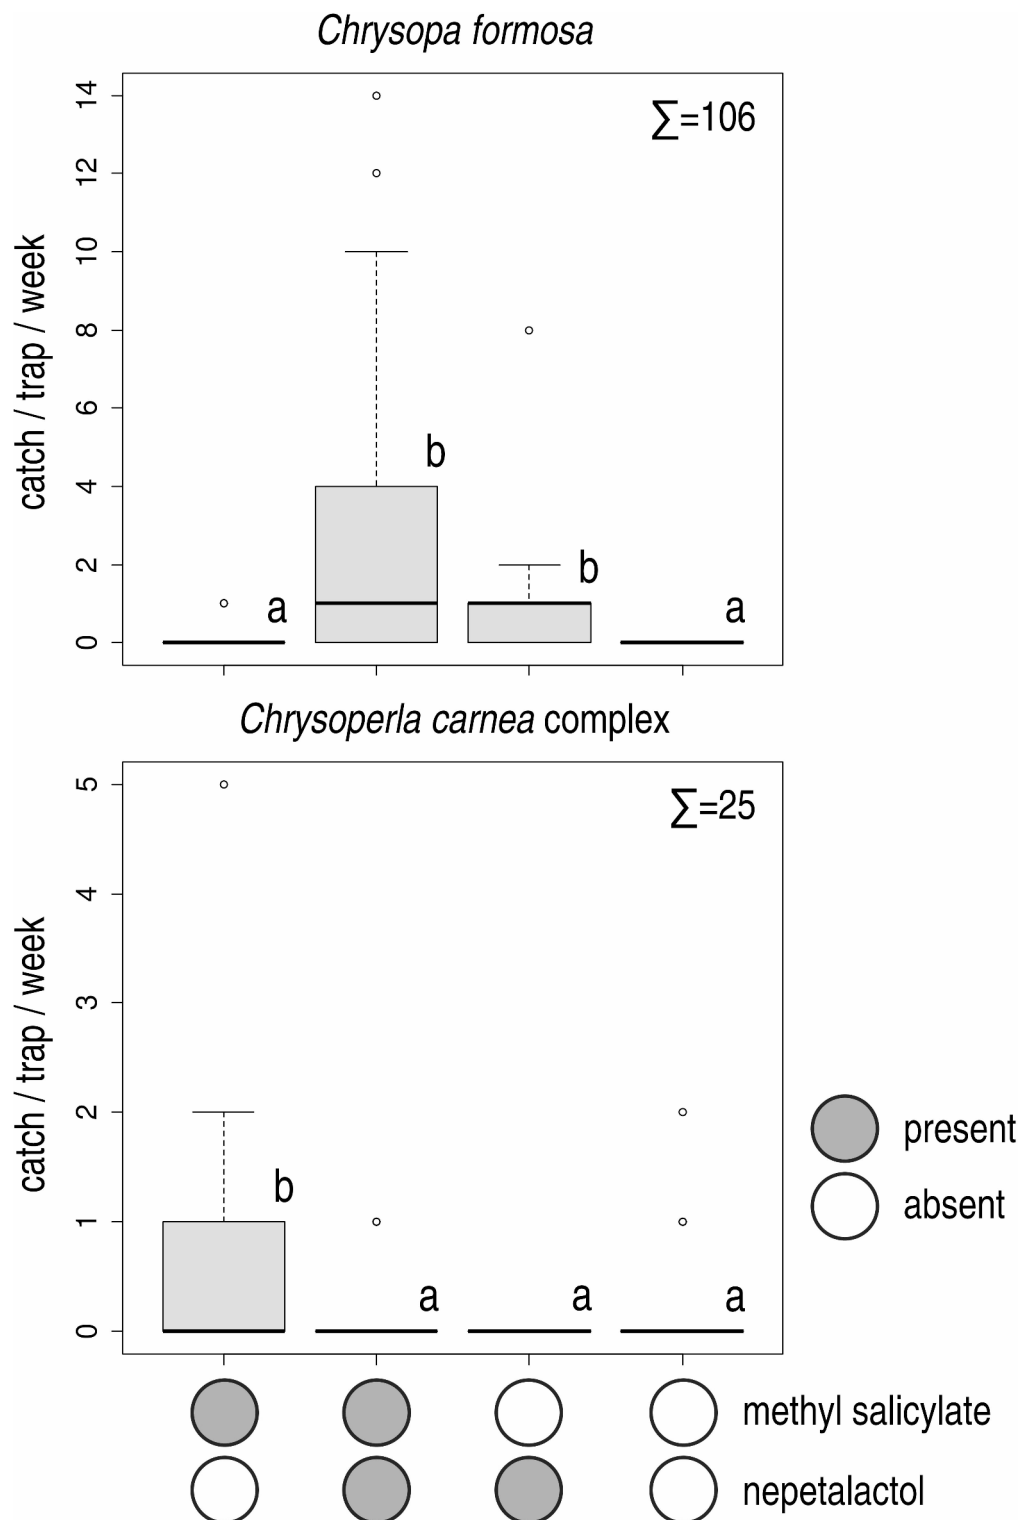 Chrysopa formosa
∑=106
14
12
10
8
6
4
2
0
catch / trap / week
a
b
b
a
Chrysoperla carnea complex
∑=25
5
4
3
2
1
0
catch / trap / week
b
a
a
a
present
absent
methyl salicylate
nepetalactol